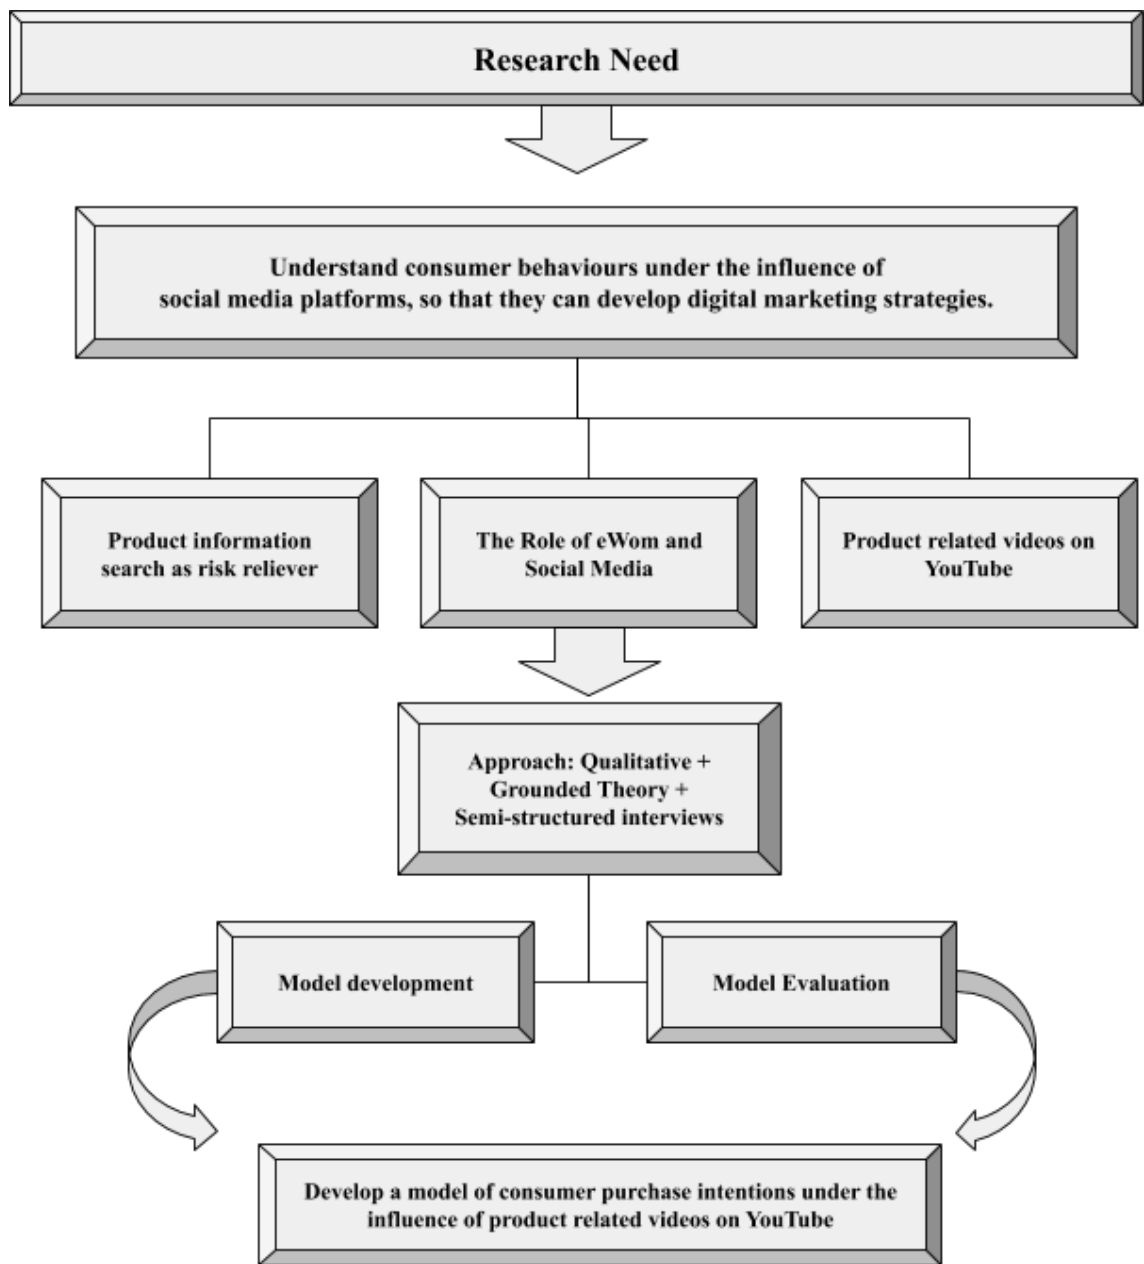 Research Need
Understand consumer behaviours under the influence of
social media platforms, so that they can develop digital marketing strategies.
Product information
search as risk reliever
The Role of eWom and
Social Media
Product related videos on
YouTube
Approach: Qualitative +
Grounded Theory +
Semi-structured interviews
Model development
Model Evaluation
Develop a model of consumer purchase intentions under the
influence of product related videos on YouTube